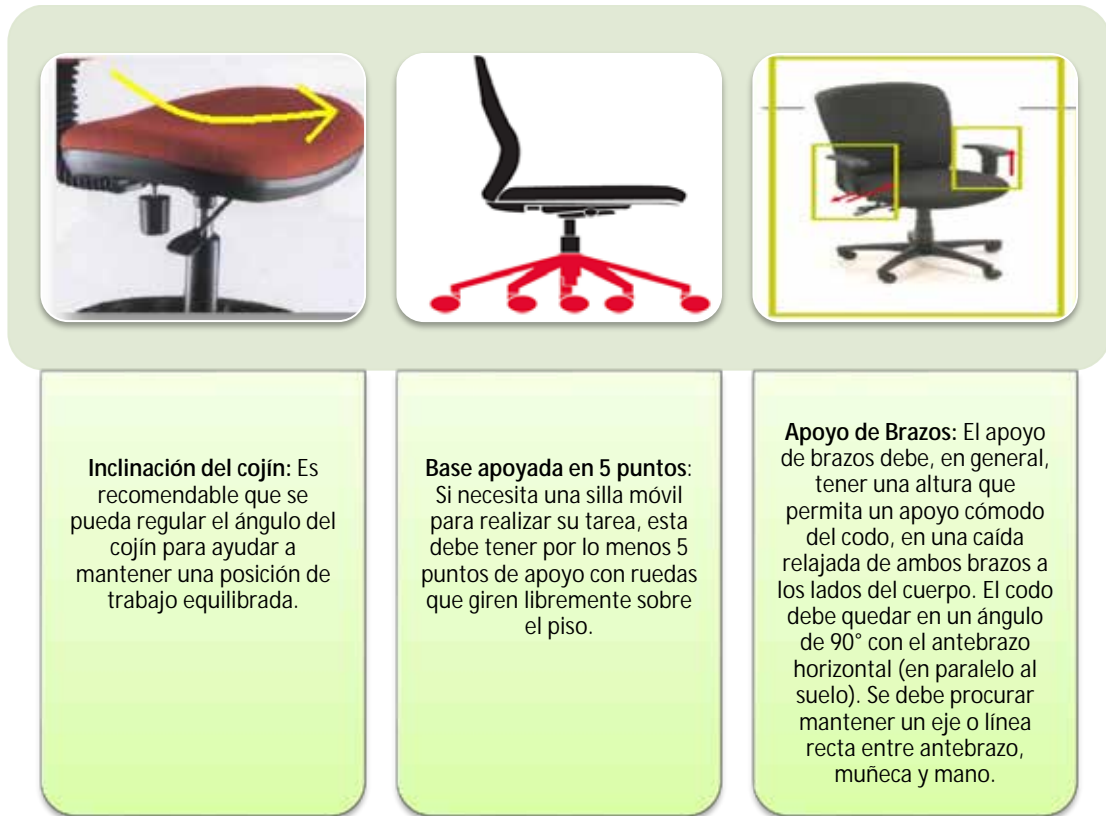 Inclinación del cojín: Es
recomendable que se
pueda regular el ángulo del
cojín para ayudar a
mantener una posición de
trabajo equilibrada.
Base apoyada en 5 puntos:
Si necesita una silla móvil
para realizar su tarea, esta
debe tener por lo menos 5
puntos de apoyo con ruedas
que giren libremente sobre
el piso.
Apoyo de Brazos: El apoyo
de brazos debe, en general,
tener una altura que
permita un apoyo cómodo
del codo, en una caída
relajada de ambos brazos a
los lados del cuerpo. El codo
debe quedar en un ángulo
de 90° con el antebrazo
horizontal (en paralelo al
suelo). Se debe procurar
mantener un eje o línea
recta entre antebrazo,
muñeca y mano.